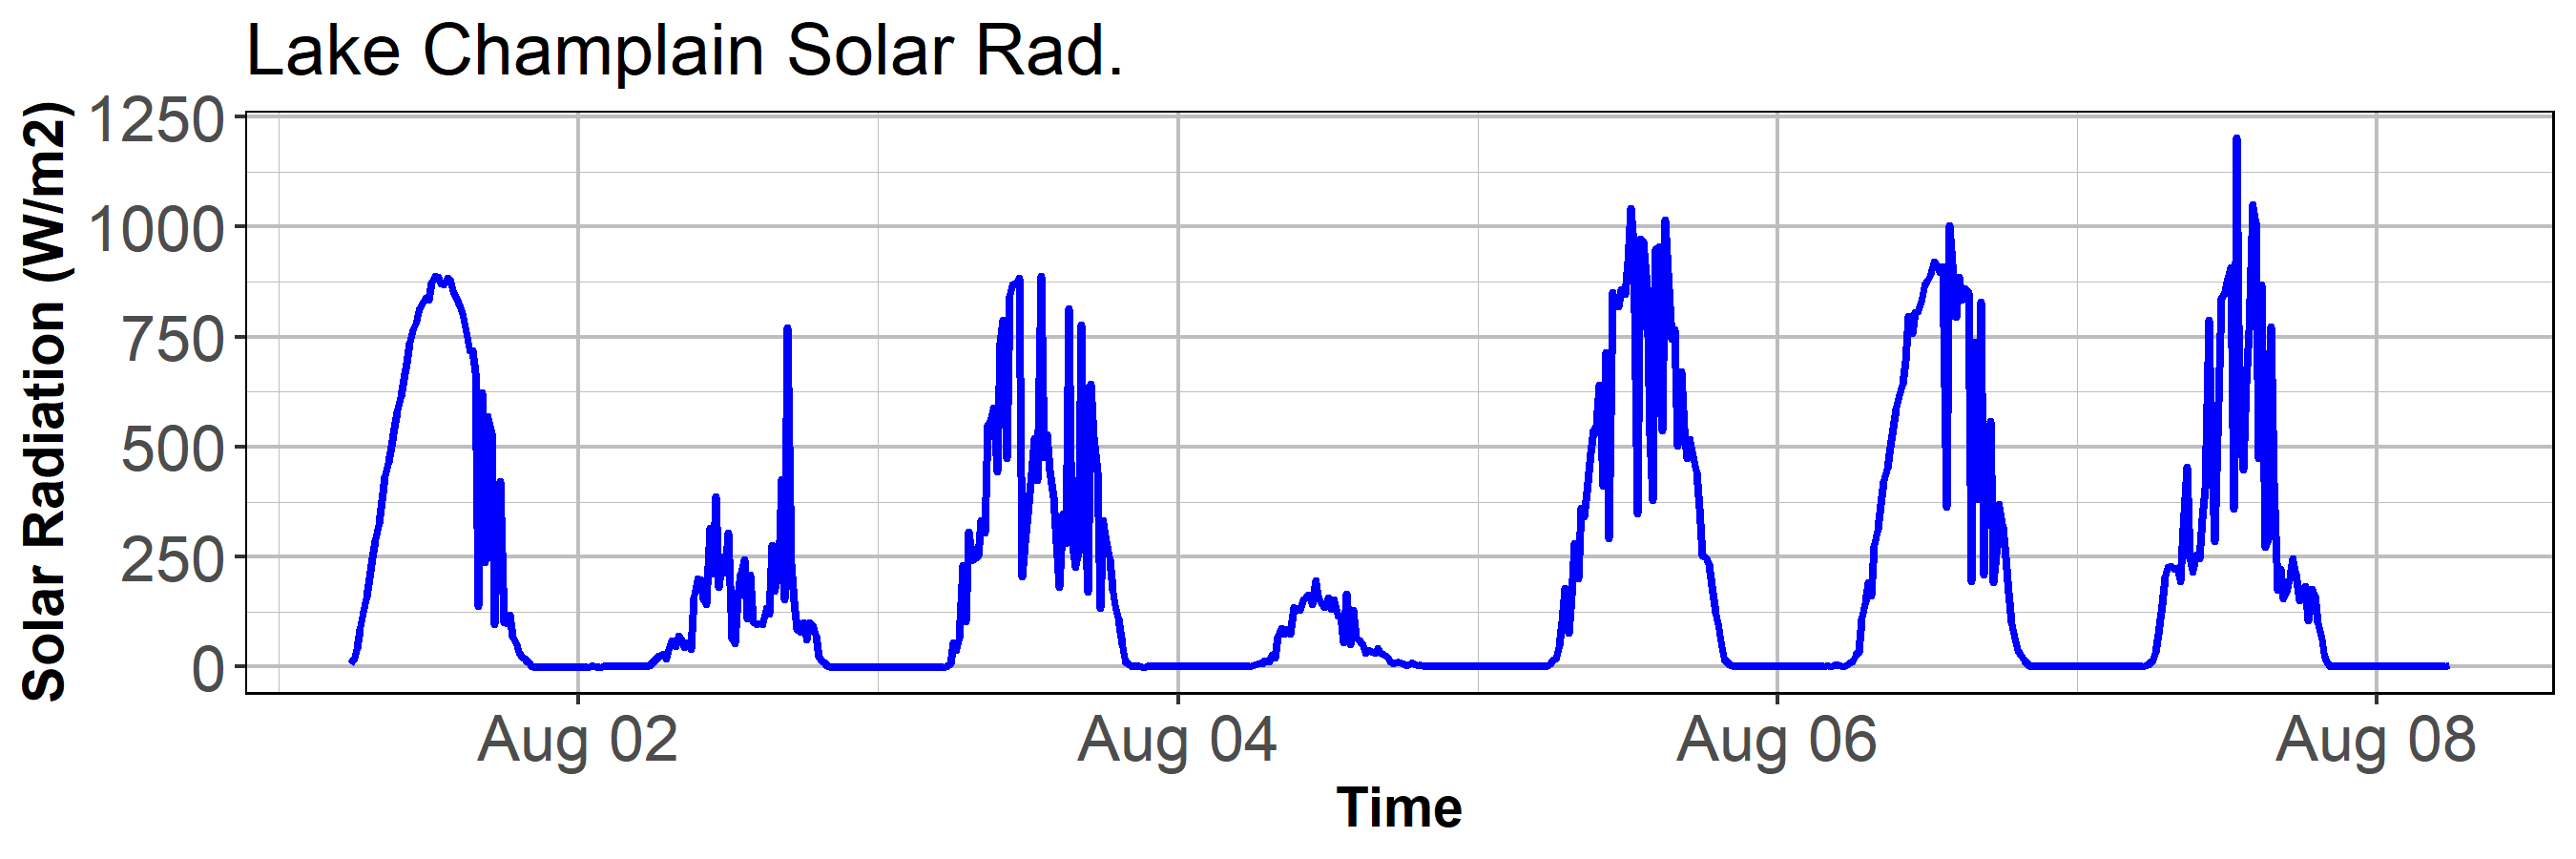 Lake Champlain Solar Rad.
Solar Radiation (W/m2)
1250
1000
750
500
250
0
Aug 02
Aug 04
Aug 06
Aug 08
Time